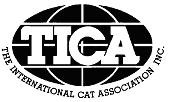 TICA
THE INTERNATIONAL CAT ASSOCIATION INC.